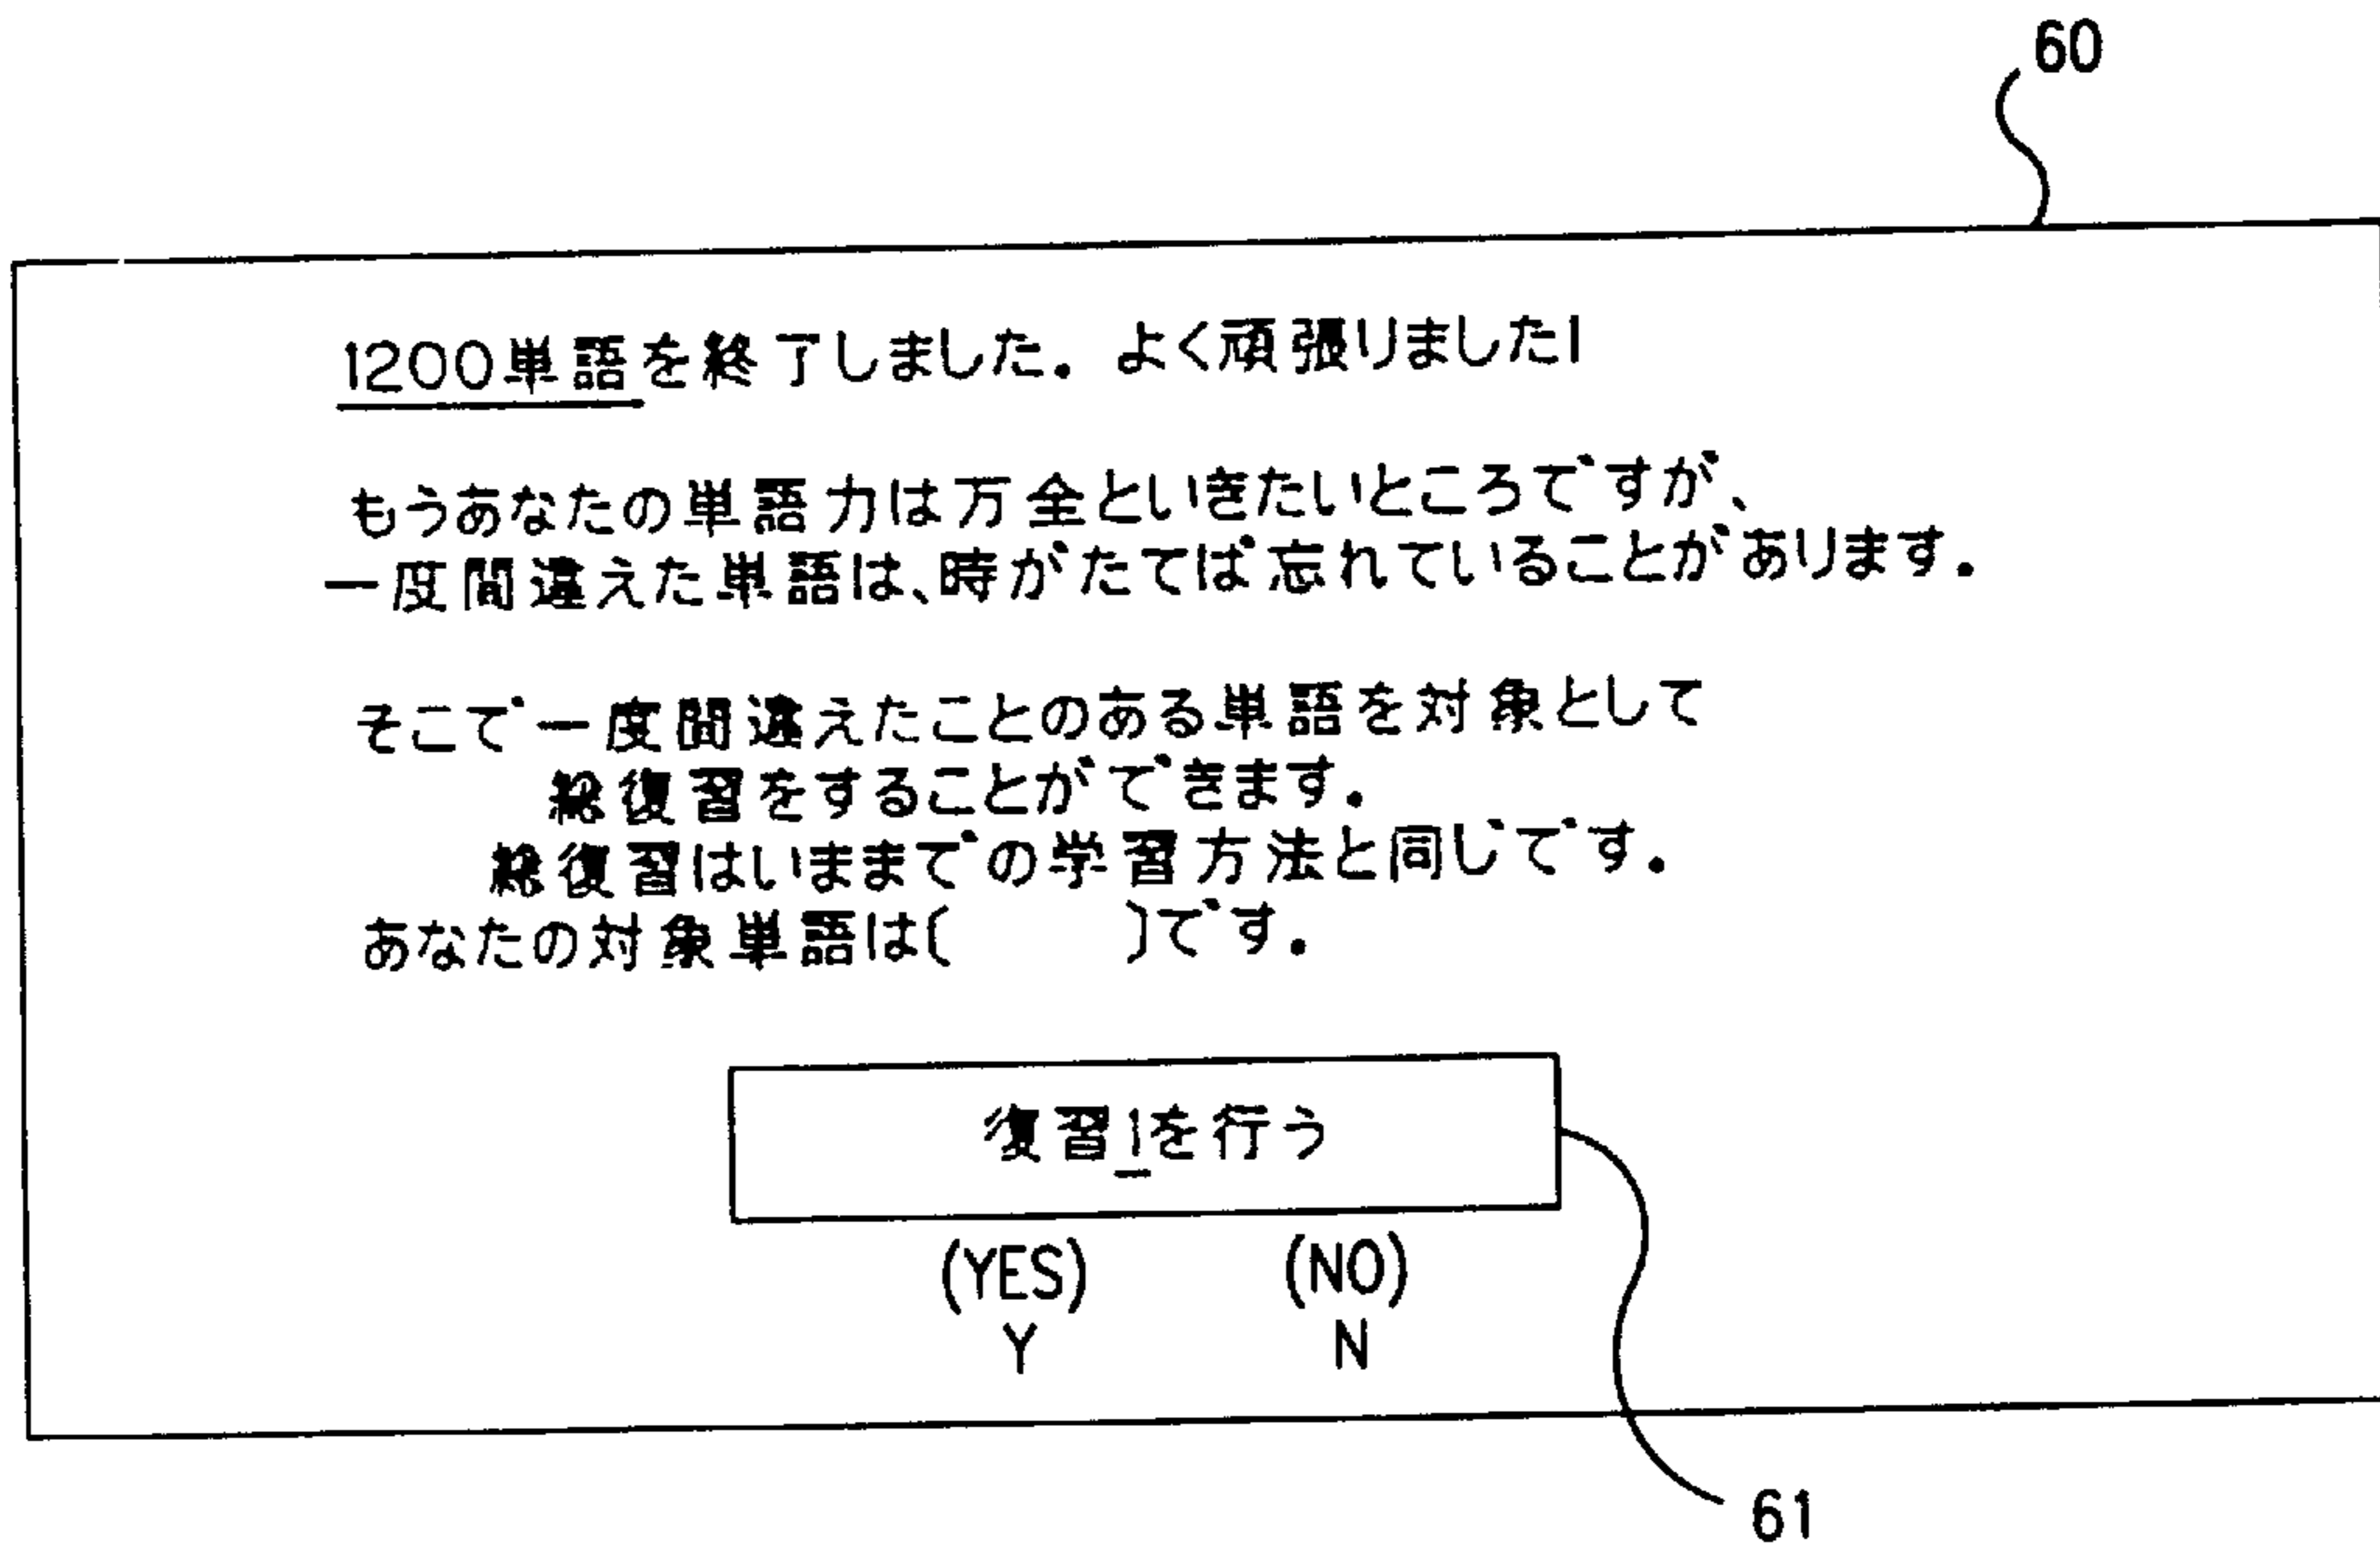 60
1200単語を終了しました。よく頑張りました!
もうあなたの単語力は万全といきたいところですが、
一度間違えた単語は、時がたてば忘れていることがあります。
そこで一度間違えたことのある単語を対象として
総復習をすることができます。
総復習はいままでの学習方法と同じです。
あなたの対象単語は(　　　)です。
復習1を行う
(YES) (NO)
Y N
61